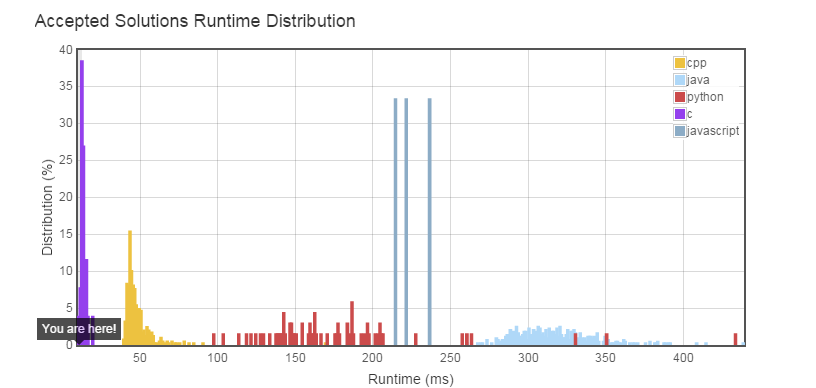 Accepted Solutions Runtime Distribution
40
35
30
25
20
15
10
5
0
Distribution (%)
cpp
java
python
c
javascript
You are here!
50
100
150
200
250
300
350
400
Runtime (ms)